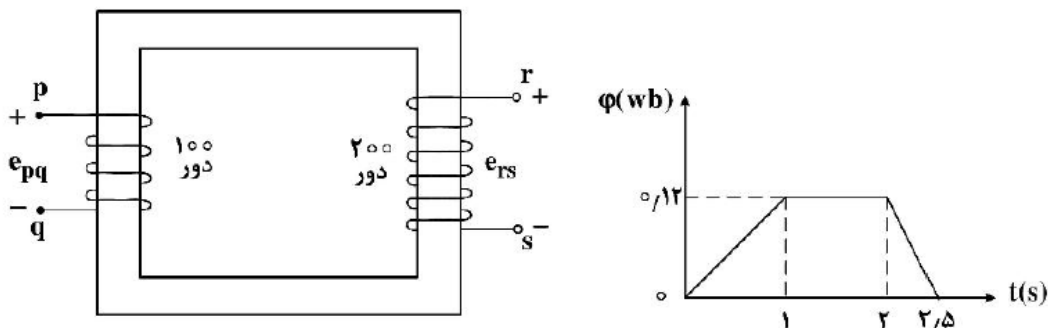 p
+
e_pq
−
q
۱۰۰
دور
۲۰۰
دور
r
+
e_rs
s −
φ(wb)
۰/۱۲
۰
۱
۲
۲٫۵
t(s)